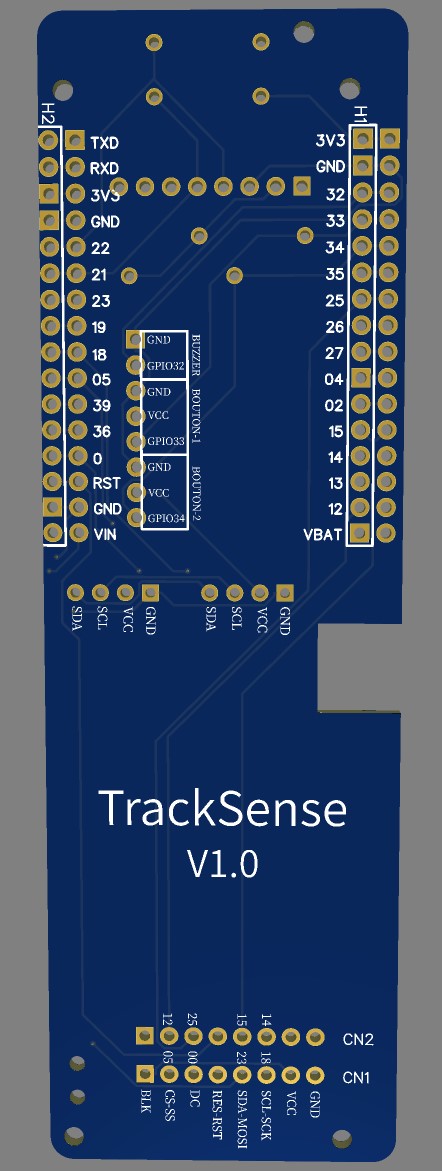 H2
H1
TXD
RXD
3V3
GND
22
21
23
19
18
05
39
36
0
RST
GND
VIN
3V3
GND
32
33
34
35
25
26
27
04
02
15
14
13
12
VBAT
GND
GPIO32
BUZZER
GND
VCC
GPIO33
BOUTON-1
GND
VCC
GPIO34
BOUTON-2
SDA
SCL
VCC
GND
SDA
SCL
VCC
GND
TrackSense
V1.0
12
25
15
14
CN2
05
00
23
18
CN1
BLK
CS-SS
DC
RES-RST
SDA-MOSI
SCL-SCK
VCC
GND